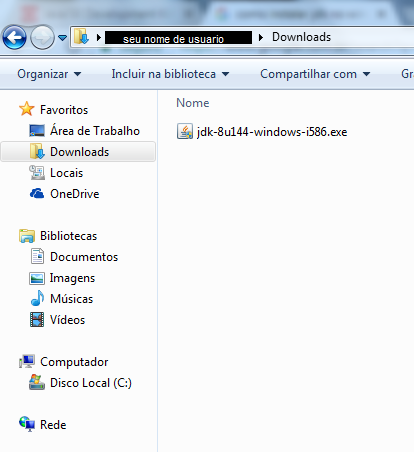 seu nome de usuario Downloads
Organizar Incluir na biblioteca Compartilhar com Gra
Nome
Favoritos
jdk-8u144-windows-i586.exe
Área de Trabalho
Downloads
Locais
OneDrive
Bibliotecas
Documentos
Imagens
Músicas
Vídeos
Computador
Disco Local (C:)
Rede